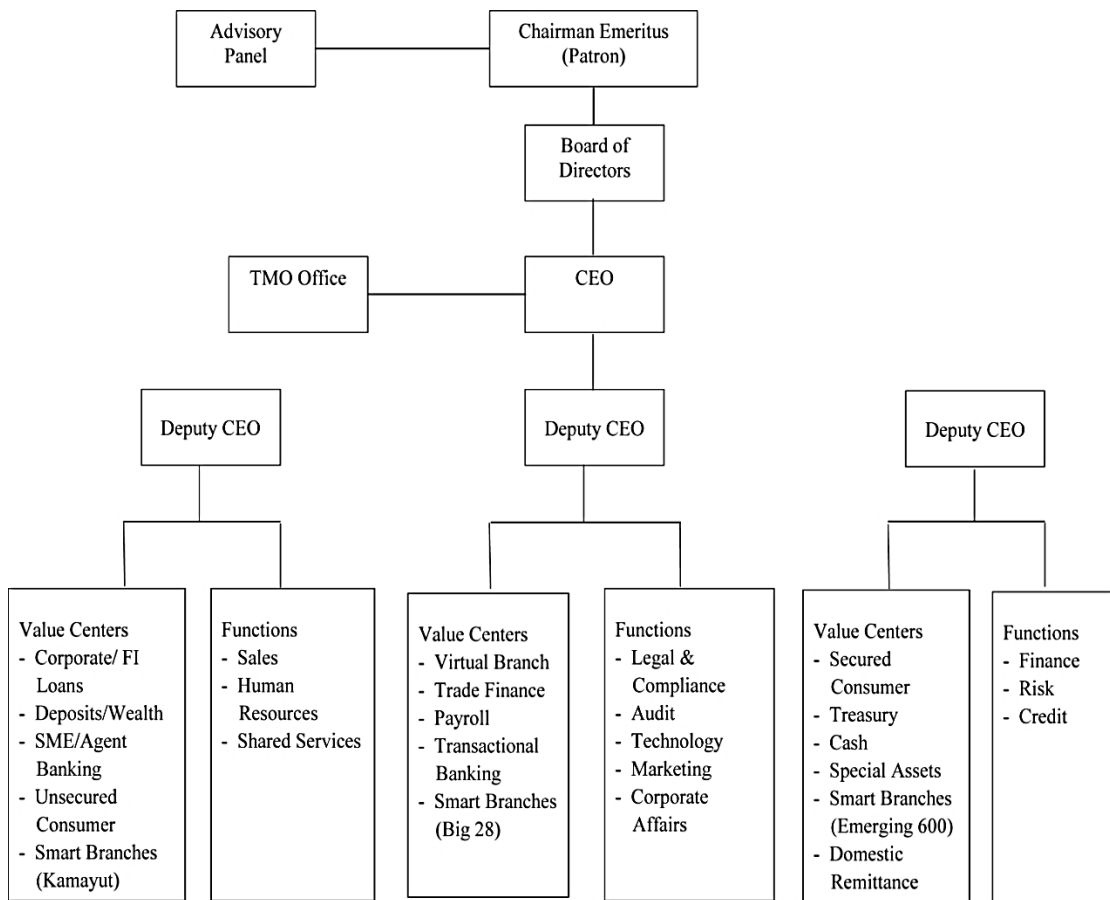 Advisory
Panel
Chairman Emeritus
(Patron)
Board of
Directors
TMO Office
CEO
Deputy CEO
Deputy CEO
Deputy CEO
Value Centers
- Corporate/ FI
Loans
- Deposits/Wealth
- SME/Agent
Banking
- Unsecured
Consumer
- Smart Branches
(Kamayut)
Functions
- Sales
- Human
Resources
- Shared Services
Value Centers
- Virtual Branch
- Trade Finance
- Payroll
- Transactional
Banking
- Smart Branches
(Big 28)
Functions
- Legal &
Compliance
- Audit
- Technology
- Marketing
- Corporate
Affairs
Value Centers
- Secured
Consumer
- Treasury
- Cash
- Special Assets
- Smart Branches
(Emerging 600)
- Domestic
Remittance
Functions
- Finance
- Risk
- Credit